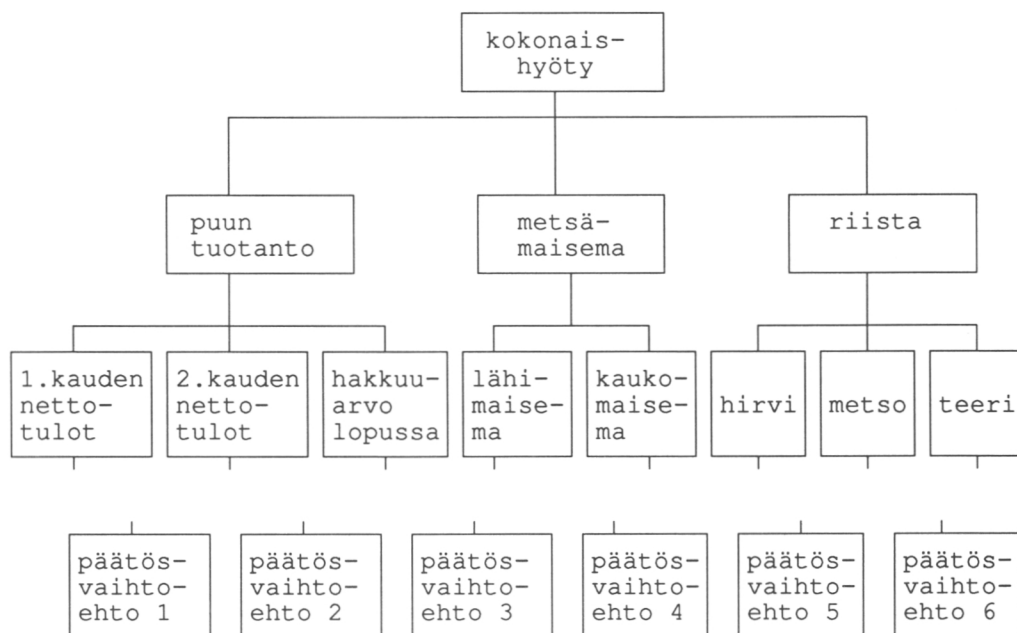 kokonais-
hyöty
puun
tuotanto
metsä-
maisema
riista
1.kauden
netto-
tulot
2.kauden
netto-
tulot
hakkuu-
arvo
lopussa
lähi-
maise-
ma
kauko-
maise-
ma
hirvi
metso
teeri
päätös-
vaihto-
ehto 1
päätös-
vaihto-
ehto 2
päätös-
vaihto-
ehto 3
päätös-
vaihto-
ehto 4
päätös-
vaihto-
ehto 5
päätös-
vaihto-
ehto 6